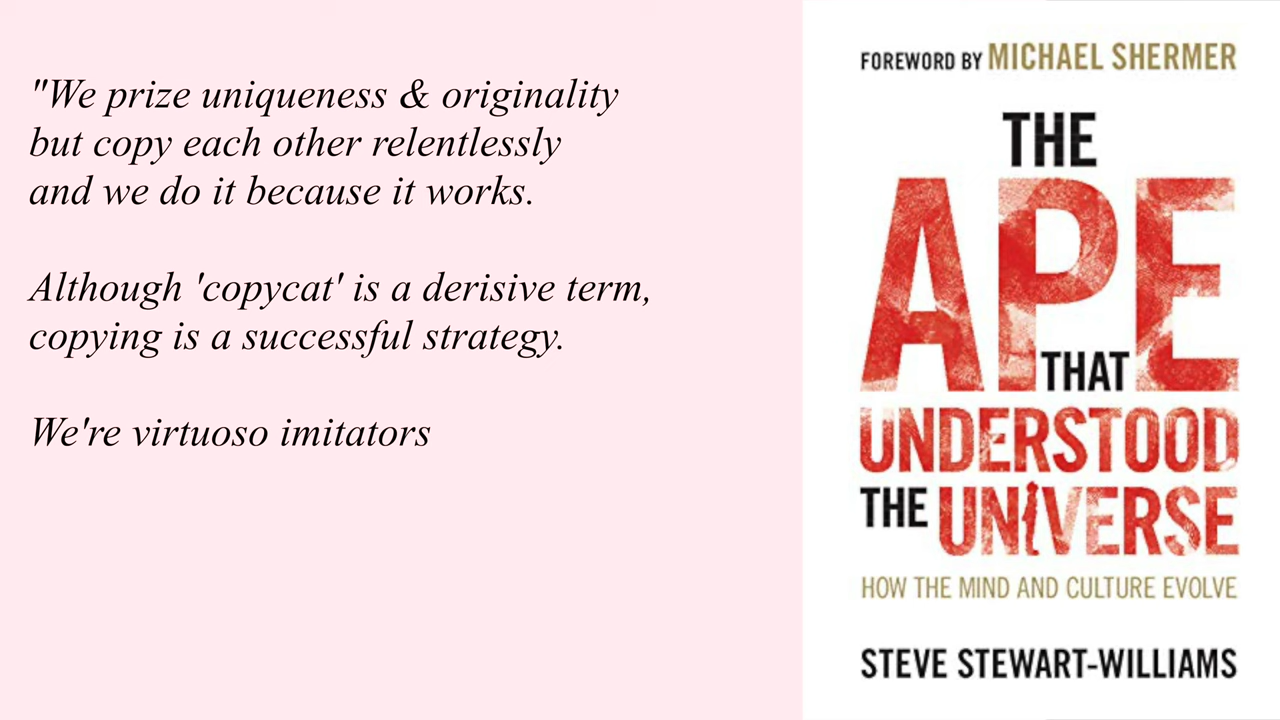 "We prize uniqueness & originality
but copy each other relentlessly
and we do it because it works.
Although 'copycat' is a derisive term,
copying is a successful strategy.
We're virtuoso imitators
FOREWORD BY MICHAEL SHERMER
THE
APE
THAT
UNDERSTOOD
THE UNIVERSE
HOW THE MIND AND CULTURE EVOLVE
STEVE STEWART-WILLIAMS